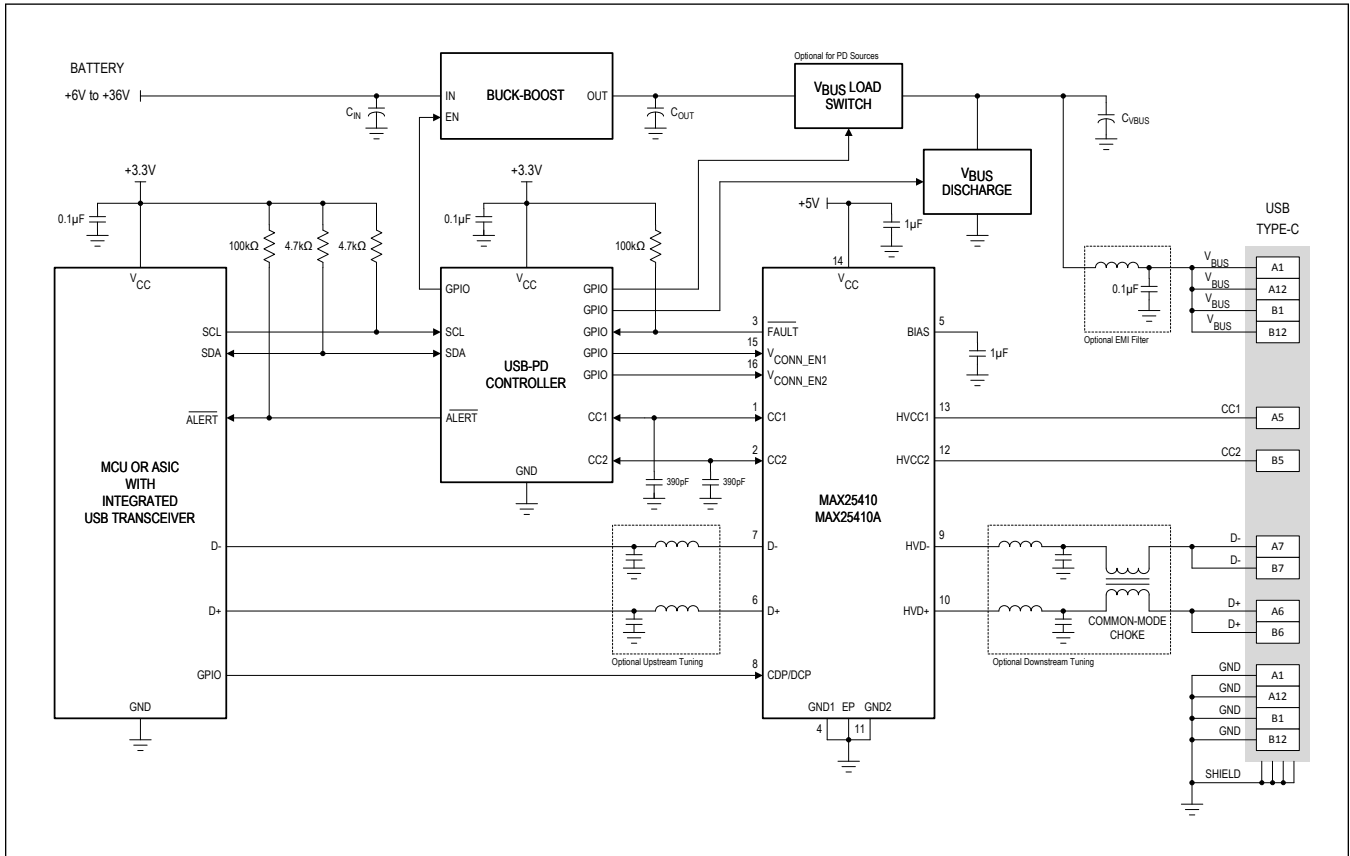 Optional for PD Sources
BATTERY
+6V to +36V
CIN
IN
BUCK-BOOST
OUT
EN
COUT
VBUS LOAD
SWITCH
CVBUS
VBUS
DISCHARGE
+3.3V
0.1µF
100kΩ
4.7kΩ
4.7kΩ
+3.3V
0.1µF
100kΩ
+5V
1µF
14
USB
TYPE-C
VBUS
A1
VBUS
A12
VBUS
B1
VBUS
B12
0.1µF
Optional EMI Filter
VCC
SCL
SDA
ALERT
MCU OR ASIC
WITH
INTEGRATED
USB TRANSCEIVER
D-
D+
GPIO
GND
VCC
GPIO
SCL
SDA
ALERT
USB-PD
CONTROLLER
GPIO
GPIO
GPIO
GPIO
GPIO
CC1
CC2
GND
390pF
390pF
VCC
3
FAULT
15
VCONN_EN1
16
VCONN_EN2
1
CC1
2
CC2
MAX25410
MAX25410A
7
D-
6
D+
8
CDP/DCP
GND1
EP
GND2
4
11
5
BIAS
1µF
13
HVCC1
12
HVCC2
9
HVD-
10
HVD+
Optional Upstream Tuning
COMMON-MODE
CHOKE
Optional Downstream Tuning
CC1
A5
CC2
B5
D-
A7
D-
B7
D+
A6
D+
B6
GND
A1
GND
A12
GND
B1
GND
B12
SHIELD